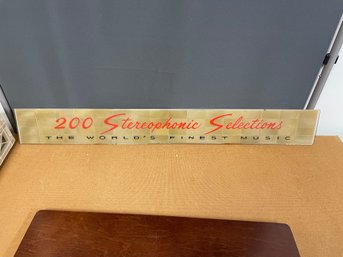 200 Stereophonic Selections
THE WORLD'S FINEST MUSIC